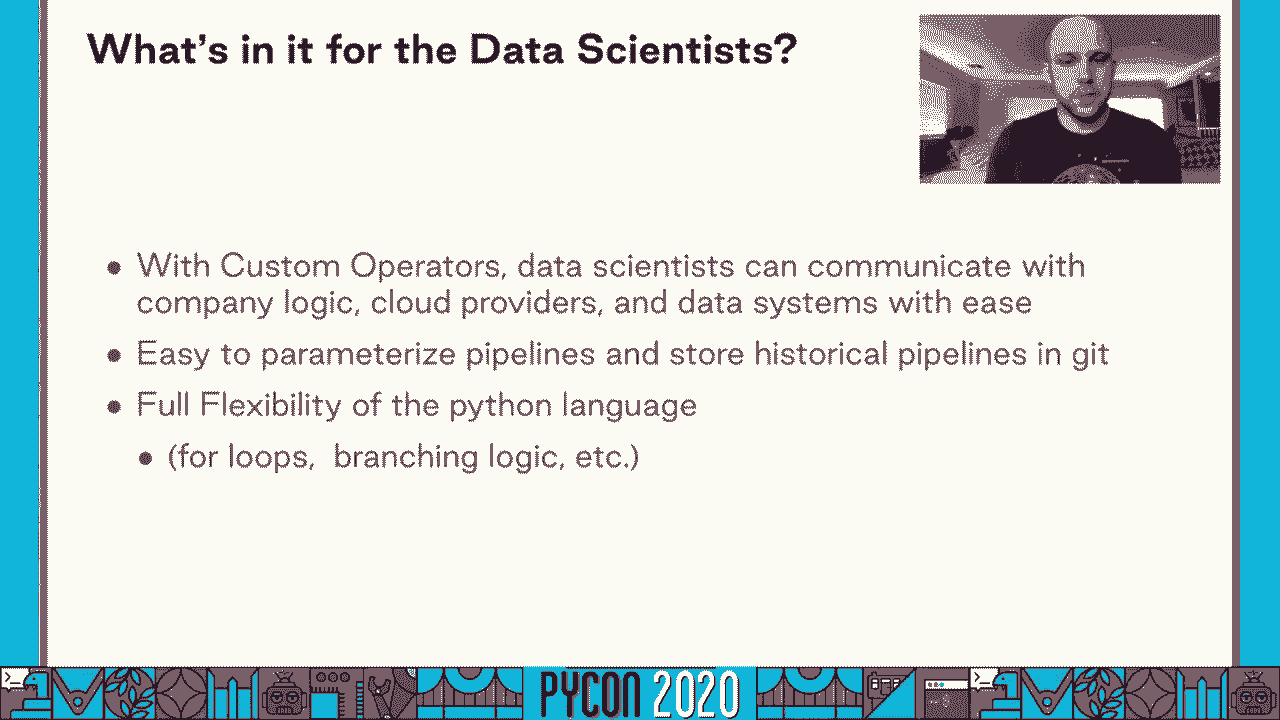 What's in it for the Data Scientists?
● With Custom Operators, data scientists can communicate with
company logic, cloud providers, and data systems with ease
● Easy to parameterize pipelines and store historical pipelines in git
● Full Flexibility of the python language
● (for loops,  branching logic, etc.)
PYCON 2020